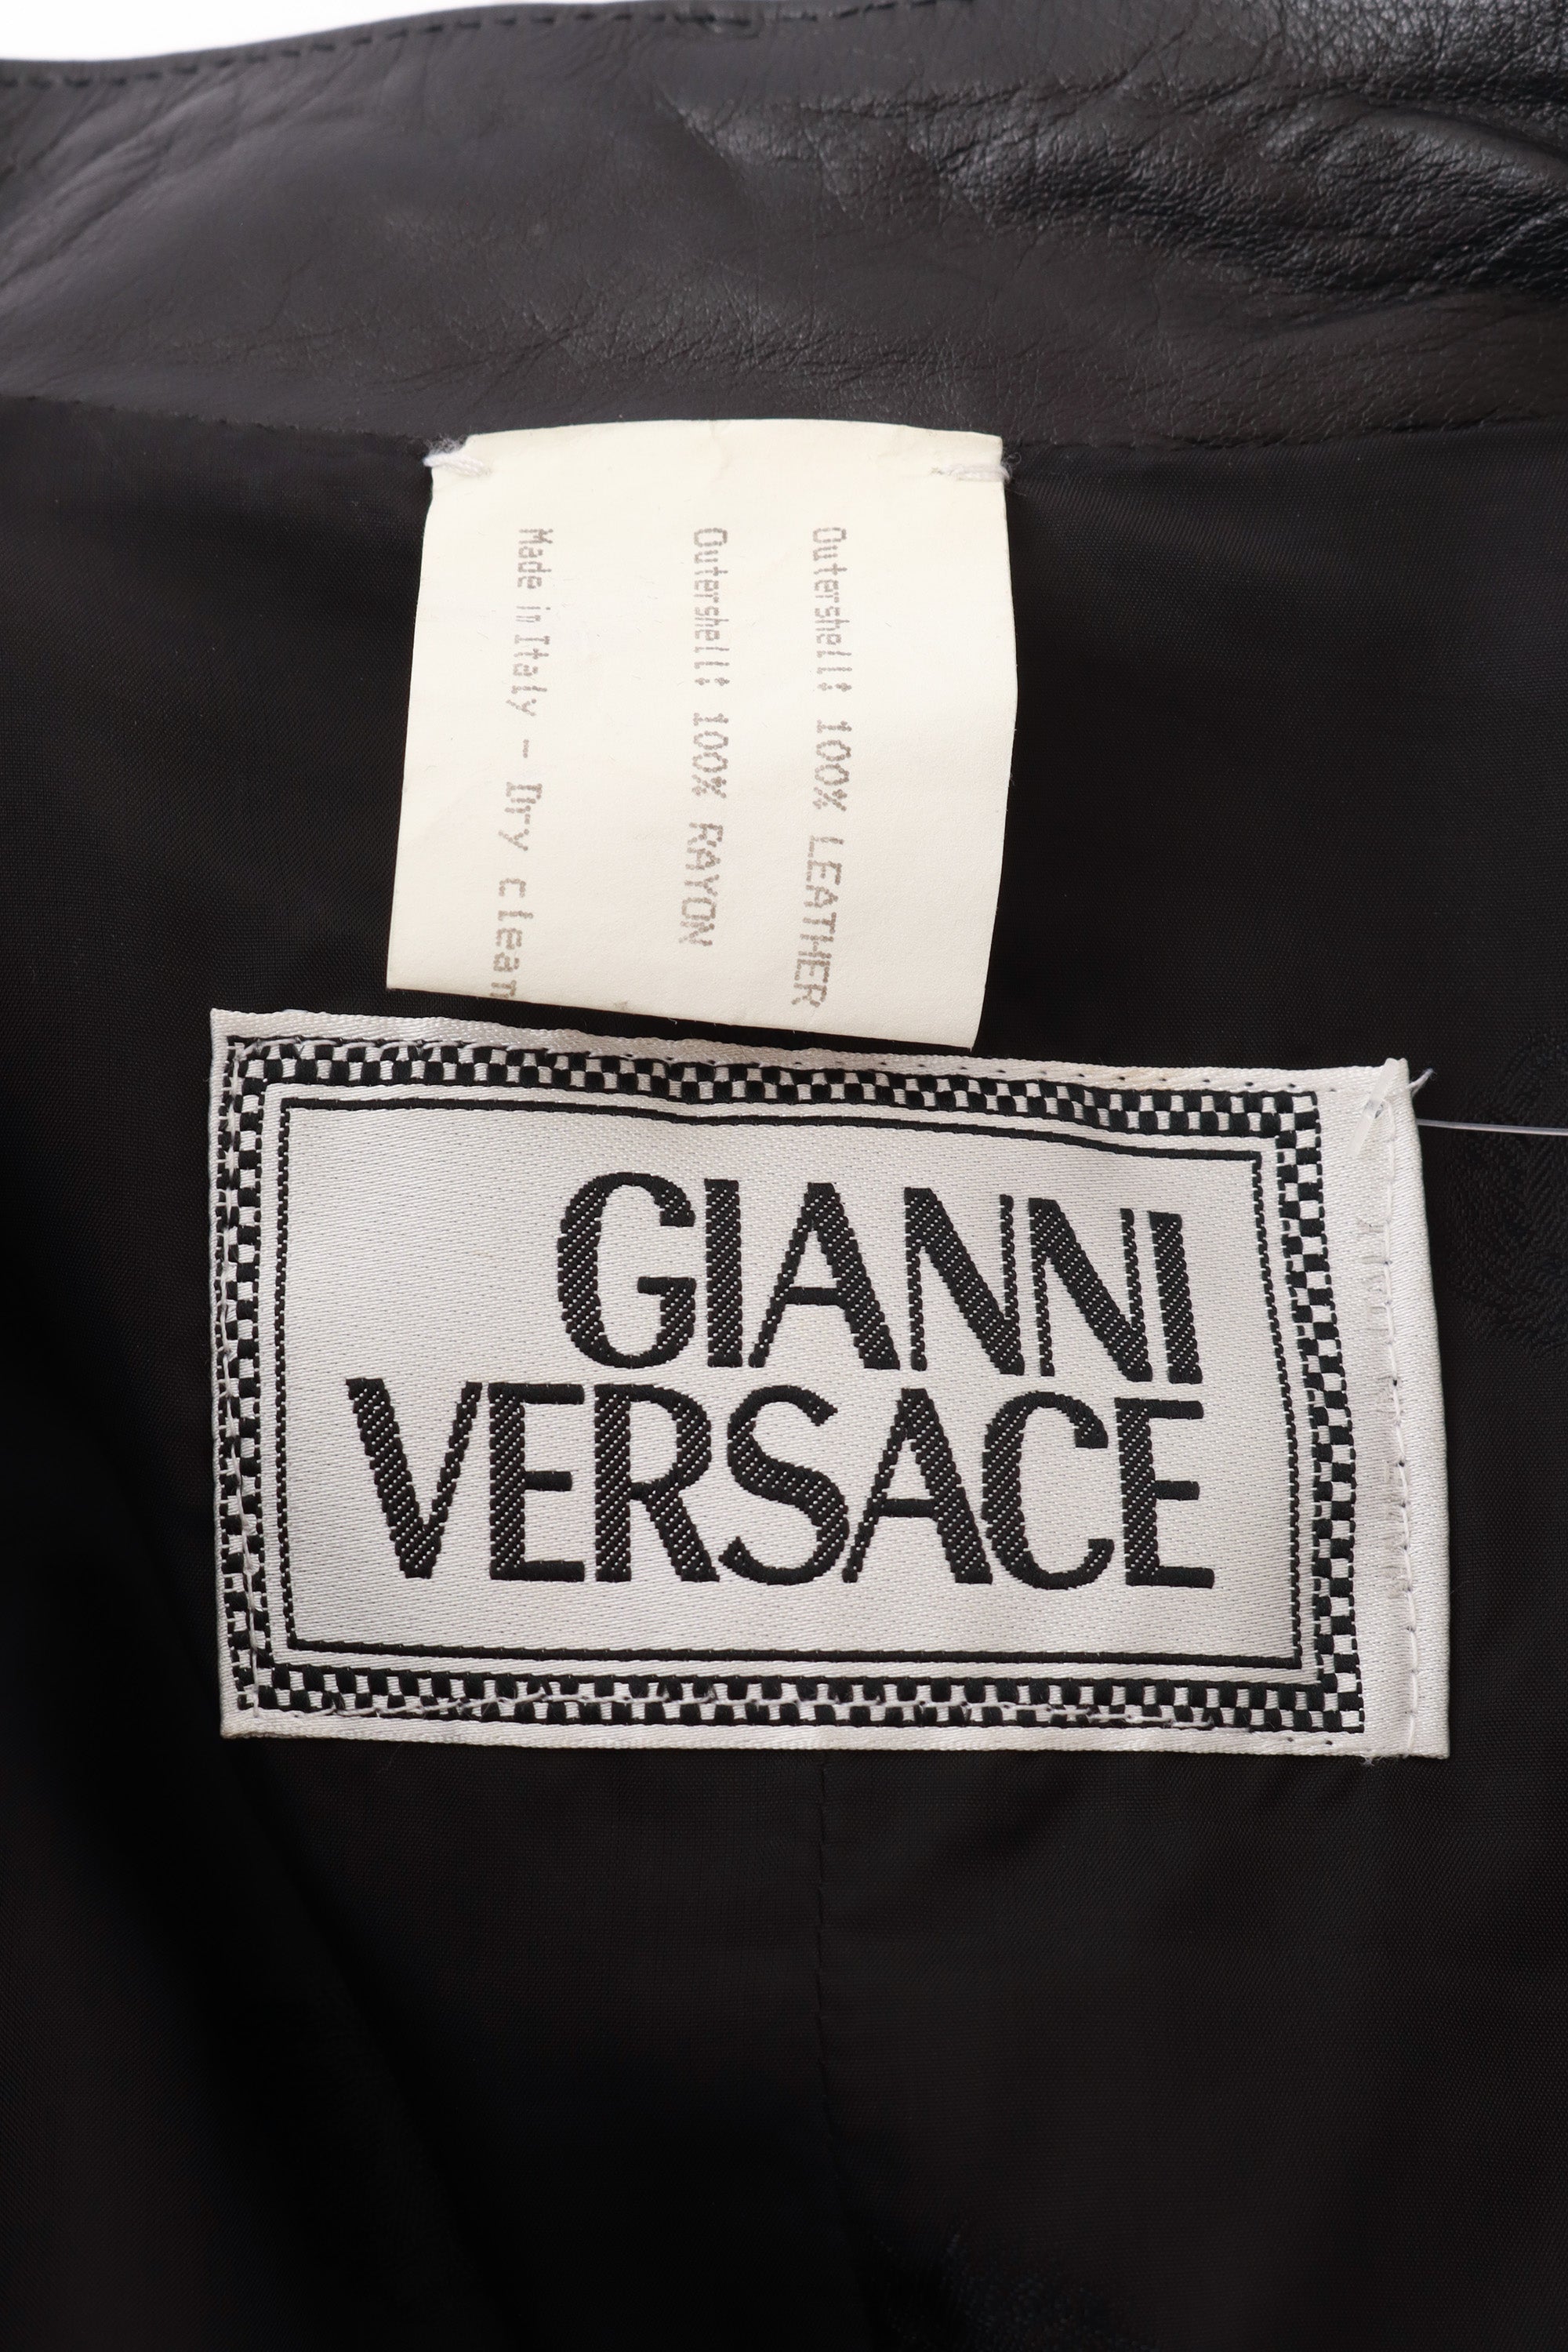 Outershell: 100% LEATHER
Outershell: 100% RAYON
Made in Italy - Dry clean
GIANNI
VERSACE